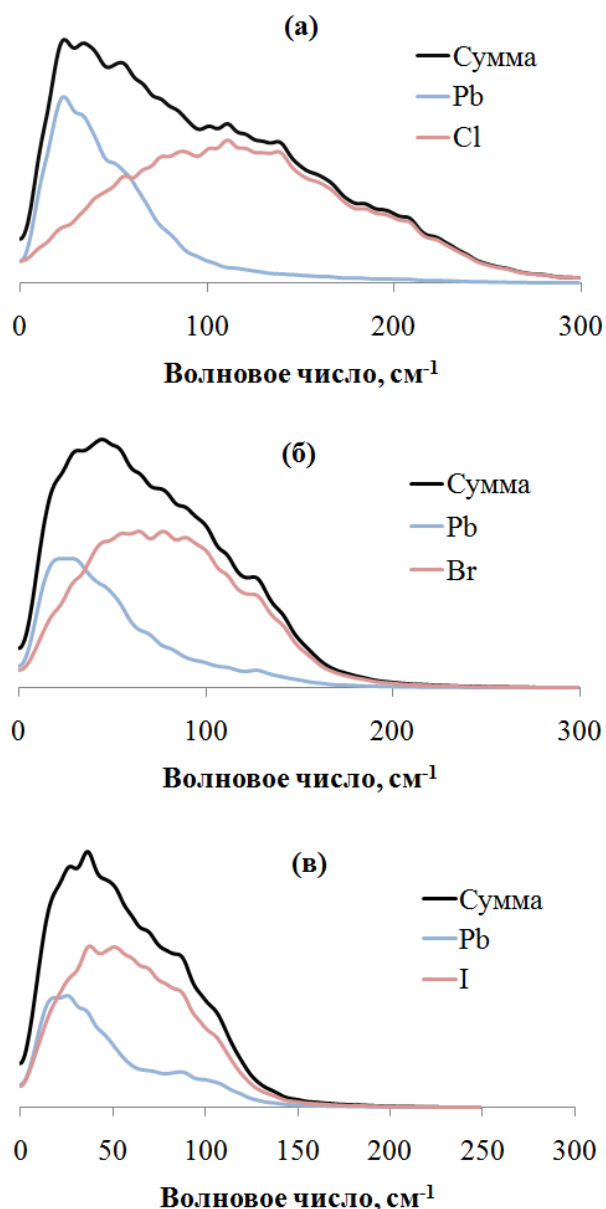 (а)
Сумма
Pb
Cl
0 100 200 300
Волновое число, см-1
(б)
Сумма
Pb
Br
0 100 200 300
Волновое число, см-1
(в)
Сумма
Pb
I
0 50 100 150 200 250 300
Волновое число, см-1